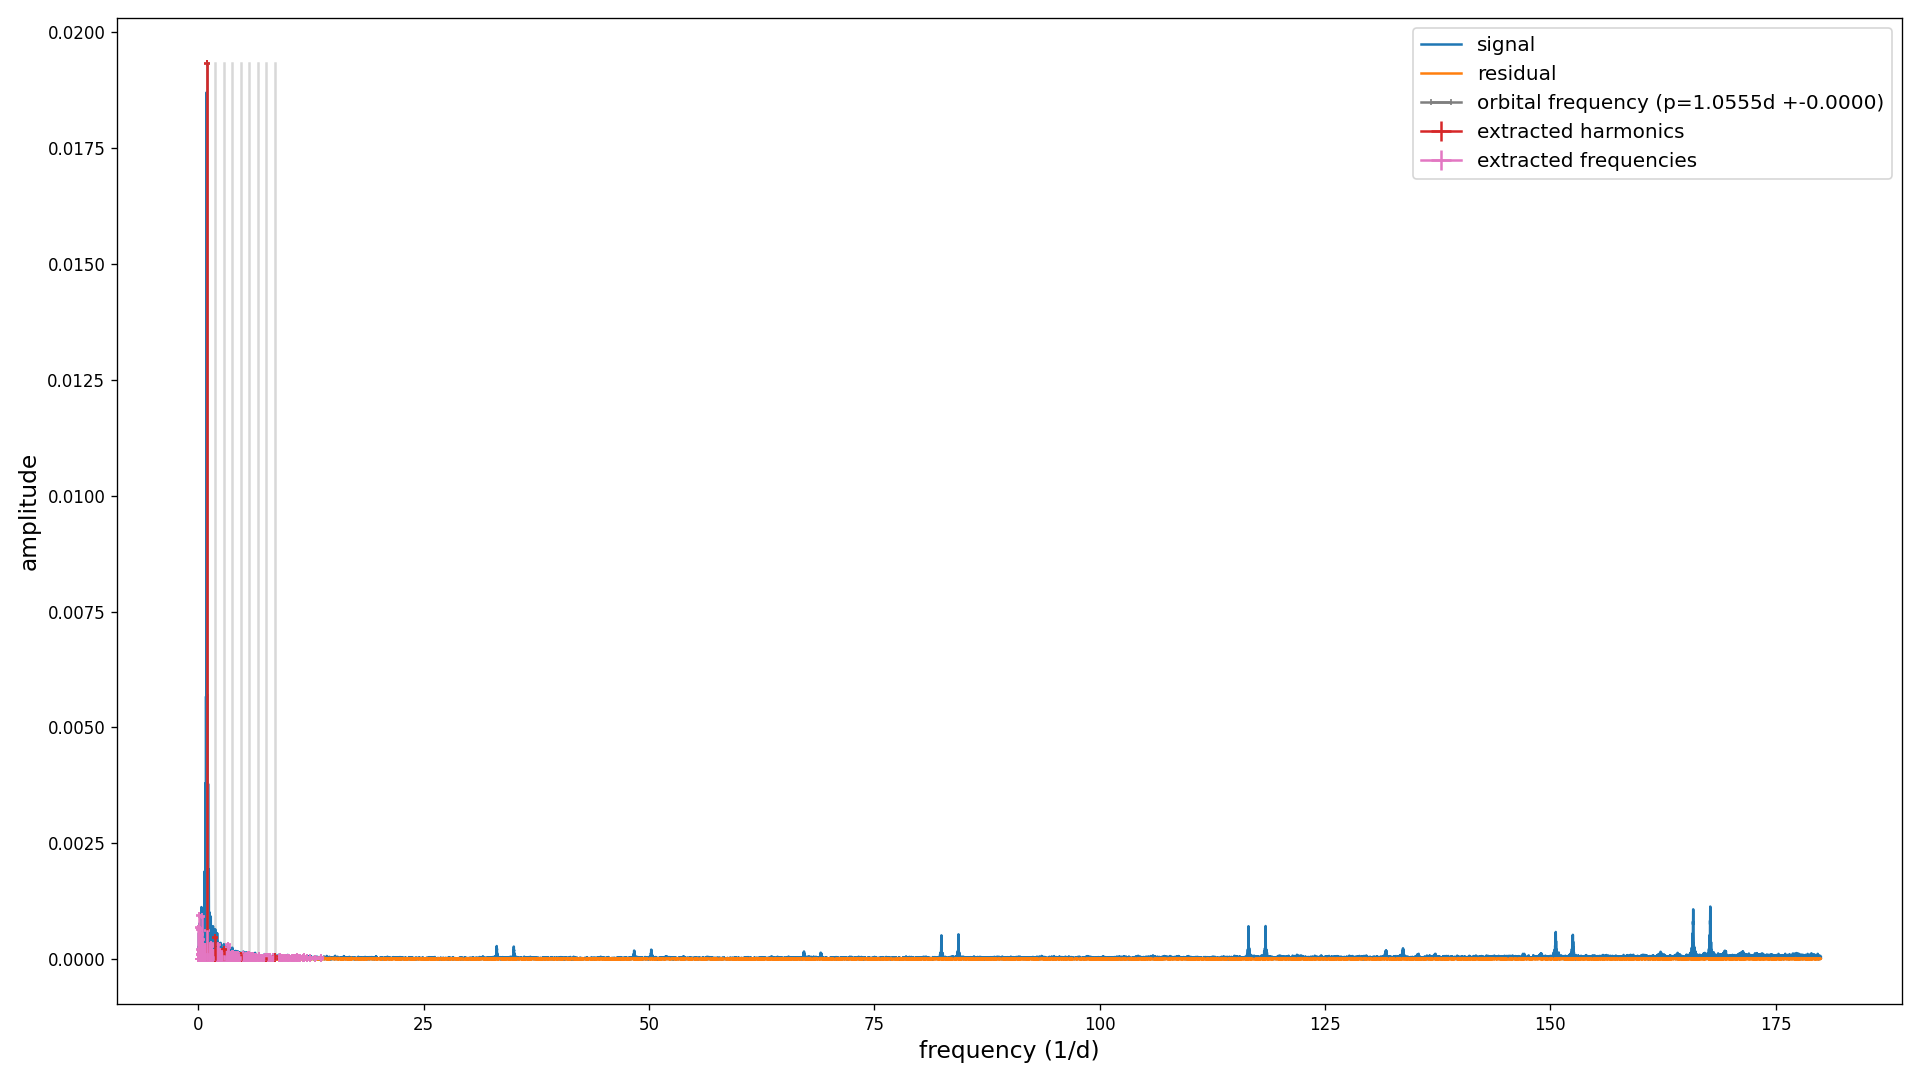 0.0200
0.0175
0.0150
0.0125
0.0100
0.0075
0.0050
0.0025
0.0000
amplitude
signal
residual
orbital frequency (p=1.0555d +-0.0000)
extracted harmonics
extracted frequencies
0 25 50 75 100 125 150 175
frequency (1/d)